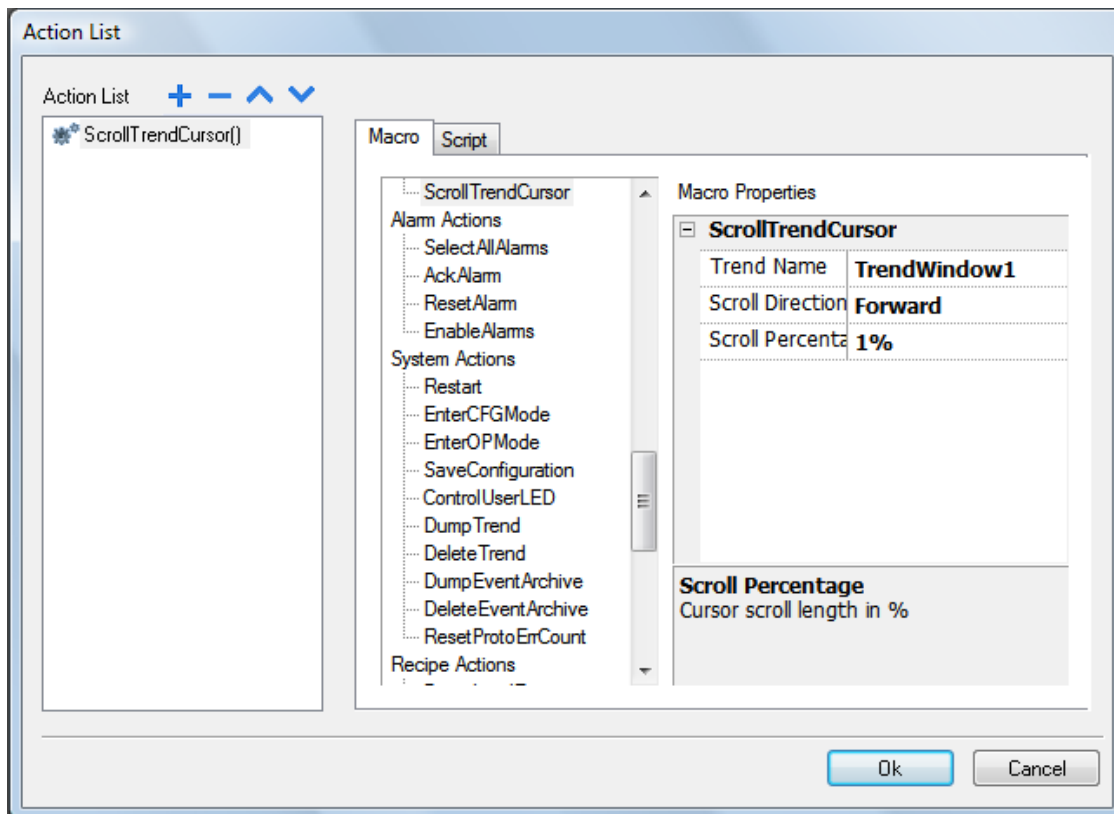 Action List
Action List
ScrollTrendCursor()
Macro
Script
ScrollTrendCursor
Alarm Actions
SelectAllAlarms
AckAlarm
ResetAlarm
EnableAlarms
System Actions
Restart
EnterCFGMode
EnterOPMode
SaveConfiguration
ControlUserLED
DumpTrend
DeleteTrend
DumpEventArchive
DeleteEventArchive
ResetProtoErrCount
Recipe Actions
Macro Properties
ScrollTrendCursor
Trend Name TrendWindow1
Scroll Direction Forward
Scroll Percenta 1%
Scroll Percentage
Cursor scroll length in %
Ok
Cancel